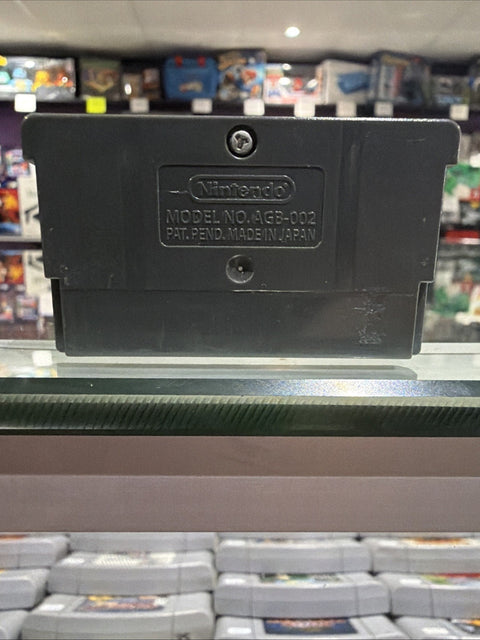 Nintendo
MODEL NO. AGB-002
PAT. PEND. MADE IN JAPAN